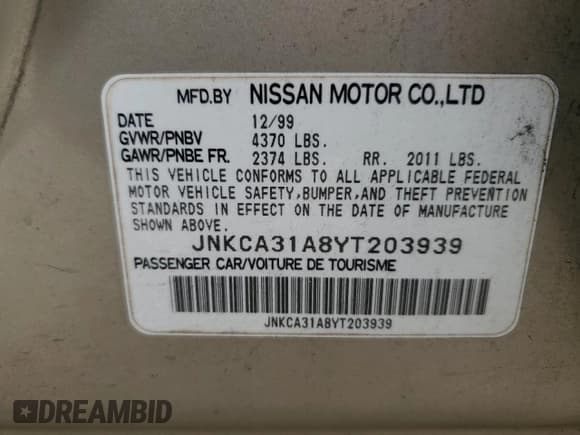 MFD.BY NISSAN MOTOR CO.,LTD
DATE 12/99
GVWR/PNBV 4370 LBS.
GAWR/PNBE FR. 2374 LBS. RR. 2011 LBS.
THIS VEHICLE CONFORMS TO ALL APPLICABLE FEDERAL
MOTOR VEHICLE SAFETY,BUMPER,AND THEFT PREVENTION
STANDARDS IN EFFECT ON THE DATE OF MANUFACTURE
SHOWN ABOVE.
JNKCA31A8YT203939
PASSENGER CAR/VOITURE DE TOURISME
JNKCA31A8YT203939
DREAMBID